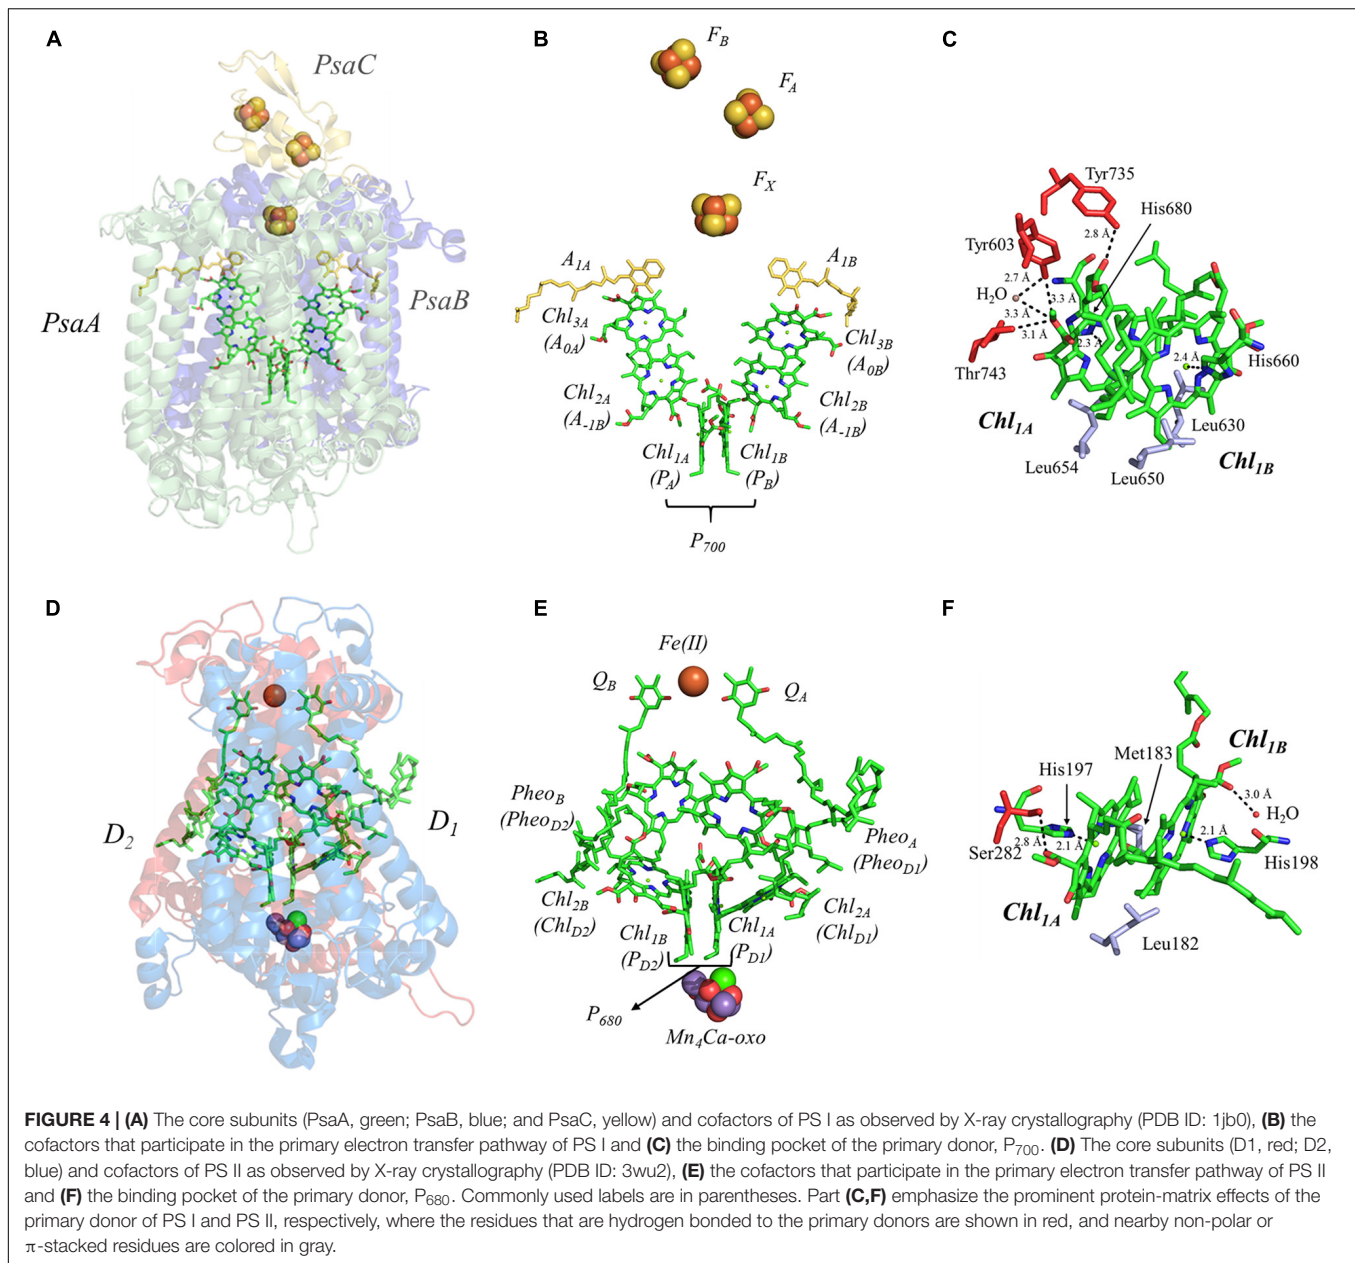 A
PsaC
PsaA
PsaB
B
F_B
F_A
F_X
A_1A
A_1B
Chl_3A
(A_0A)
Chl_3B
(A_0B)
Chl_2A
(A_-1B)
Chl_2B
(A_-1B)
Chl_1A
(P_A)
Chl_1B
(P_B)
P_700
C
Tyr735
His680
2.8 Å
Tyr603
2.7 Å
H₂O
3.3 Å
3.3 Å
3.1 Å
2.3 Å
2.4 Å
His660
Thr743
Chl_1A
Leu630
Leu654
Leu650
Chl_1B
D
D_2
D_1
E
Fe(II)
Q_B
Q_A
Pheo_B
(Pheo_D2)
Pheo_A
(Pheo_D1)
Chl_2B
(Chl_D2)
Chl_1B
(P_D2)
Chl_1A
(P_D1)
Chl_2A
(Chl_D1)
P_680
Mn₄Ca-oxo
F
Chl_1B
Met183
His197
3.0 Å
H₂O
2.1 Å
2.8 Å
2.1 Å
Ser282
His198
Chl_1A
Leu182
FIGURE 4 | (A) The core subunits (PsaA, green; PsaB, blue; and PsaC, yellow) and cofactors of PS I as observed by X-ray crystallography (PDB ID: 1jb0), (B) the
cofactors that participate in the primary electron transfer pathway of PS I and (C) the binding pocket of the primary donor, P₇₀₀. (D) The core subunits (D1, red; D2,
blue) and cofactors of PS II as observed by X-ray crystallography (PDB ID: 3wu2), (E) the cofactors that participate in the primary electron transfer pathway of PS II
and (F) the binding pocket of the primary donor, P₆₈₀. Commonly used labels are in parentheses. Part (C,F) emphasize the prominent protein-matrix effects of the
primary donor of PS I and PS II, respectively, where the residues that are hydrogen bonded to the primary donors are shown in red, and nearby non-polar or
π-stacked residues are colored in gray.